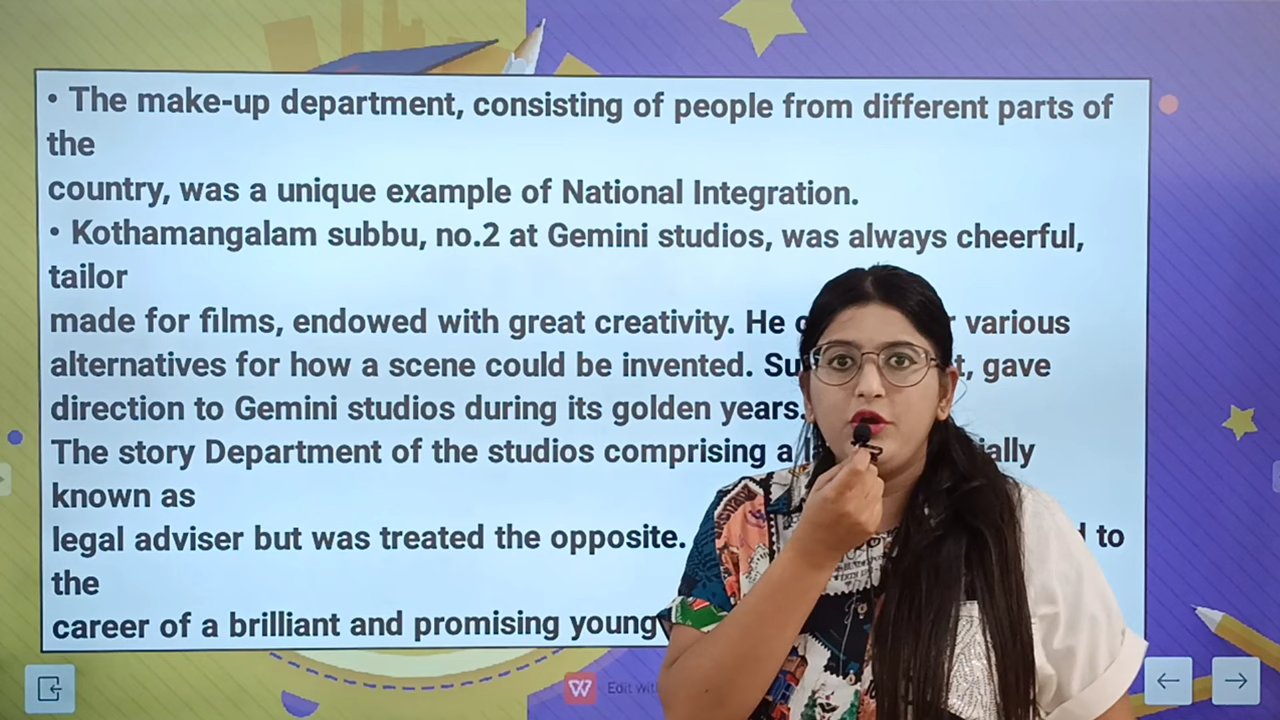 • The make-up department, consisting of people from different parts of
the
country, was a unique example of National Integration.
• Kothamangalam subbu, no.2 at Gemini studios, was always cheerful,
tailor
made for films, endowed with great creativity. He various
alternatives for how a scene could be invented. gave
direction to Gemini studios during its golden years.
The story Department of the studios comprising a
known as
legal adviser but was treated the opposite. to
the
career of a brilliant and promising young
Edit